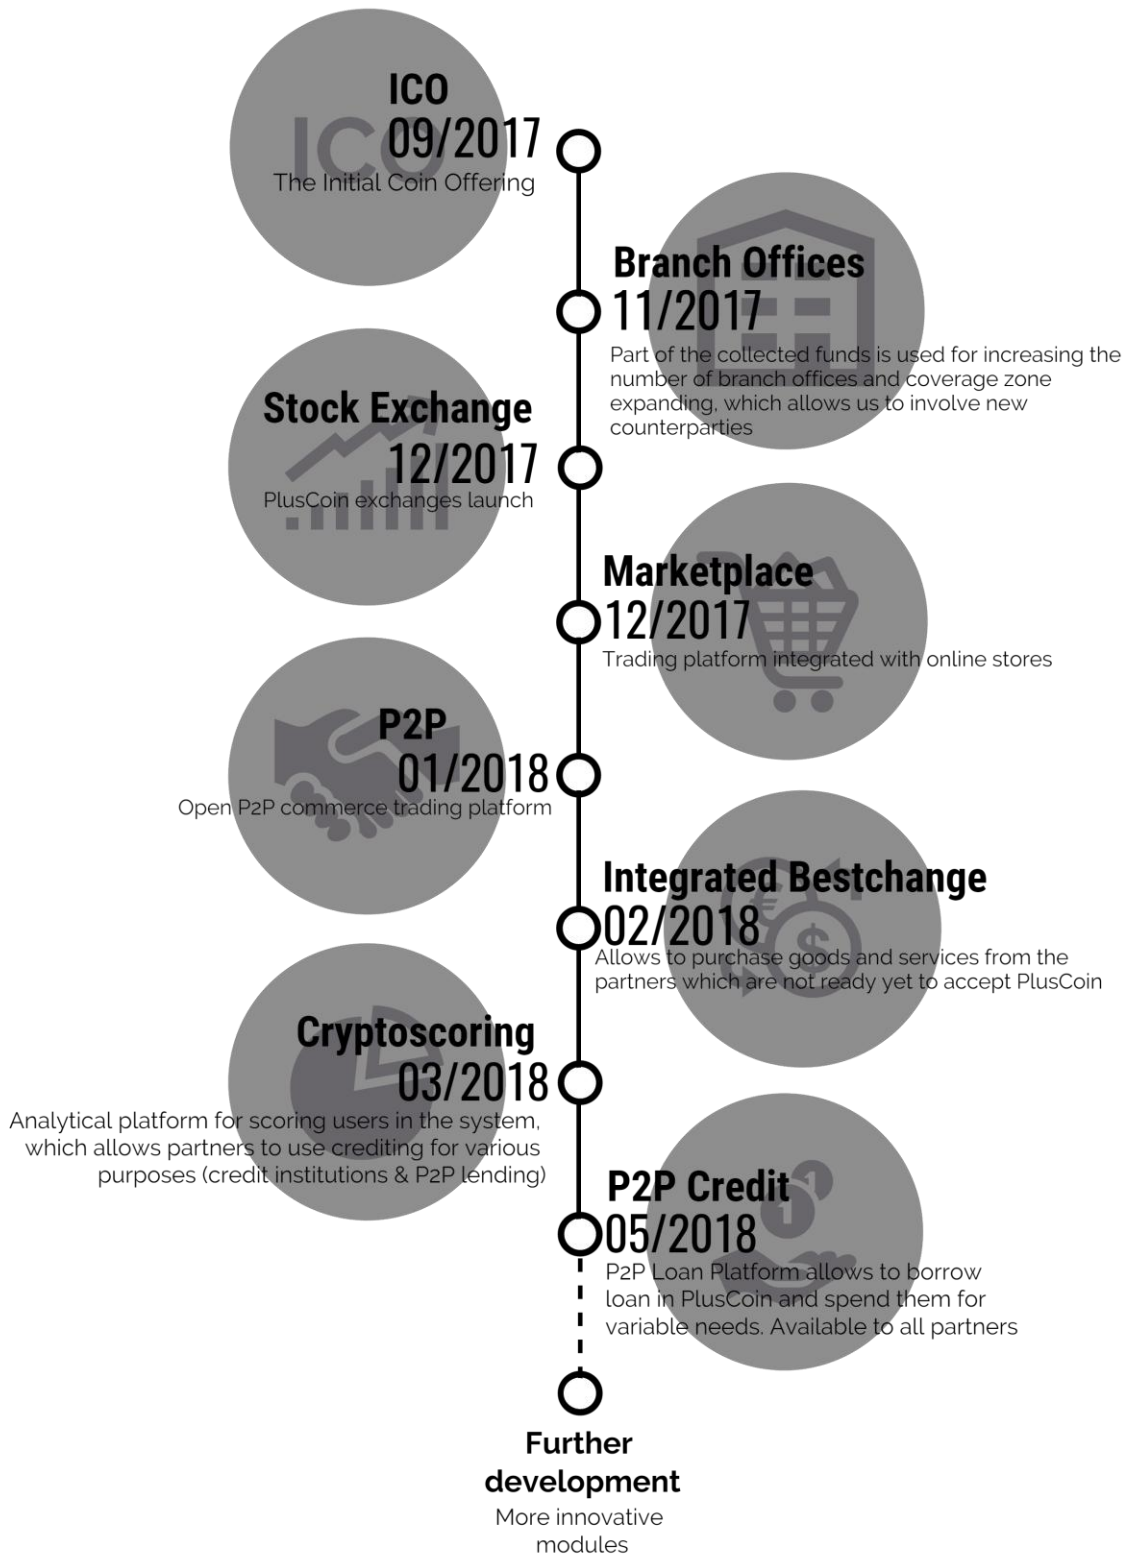 ICO
ICO
09/2017
The Initial Coin Offering
Branch Offices
11/2017
Part of the collected funds is used for increasing the
number of branch offices and coverage zone
expanding, which allows us to involve new
counterparties
Stock Exchange
12/2017
PlusCoin exchanges launch
Marketplace
12/2017
Trading platform integrated with online stores
P2P
01/2018
Open P2P commerce trading platform
Integrated Bestchange
€
$
02/2018
Allows to purchase goods and services from the
partners which are not ready yet to accept PlusCoin
Cryptoscoring
03/2018
Analytical platform for scoring users in the system,
which allows partners to use crediting for various
purposes (credit institutions & P2P lending)
P2P Credit
1
1
05/2018
P2P Loan Platform allows to borrow
loan in PlusCoin and spend them for
variable needs. Available to all partners
Further
development
More innovative
modules